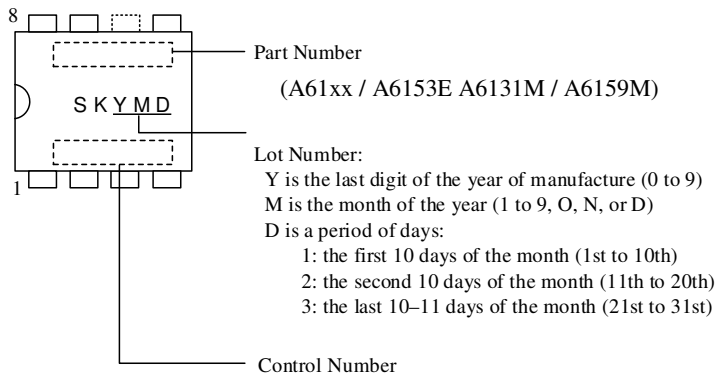 8
Part Number
(A61xx / A6153E A6131M / A6159M)
SKYMD
Lot Number:
Y is the last digit of the year of manufacture (0 to 9)
1
M is the month of the year (1 to 9, O, N, or D)
D is a period of days:
1: the first 10 days of the month (1st to 10th)
2: the second 10 days of the month (11th to 20th)
3: the last 10–11 days of the month (21st to 31st)
Control Number